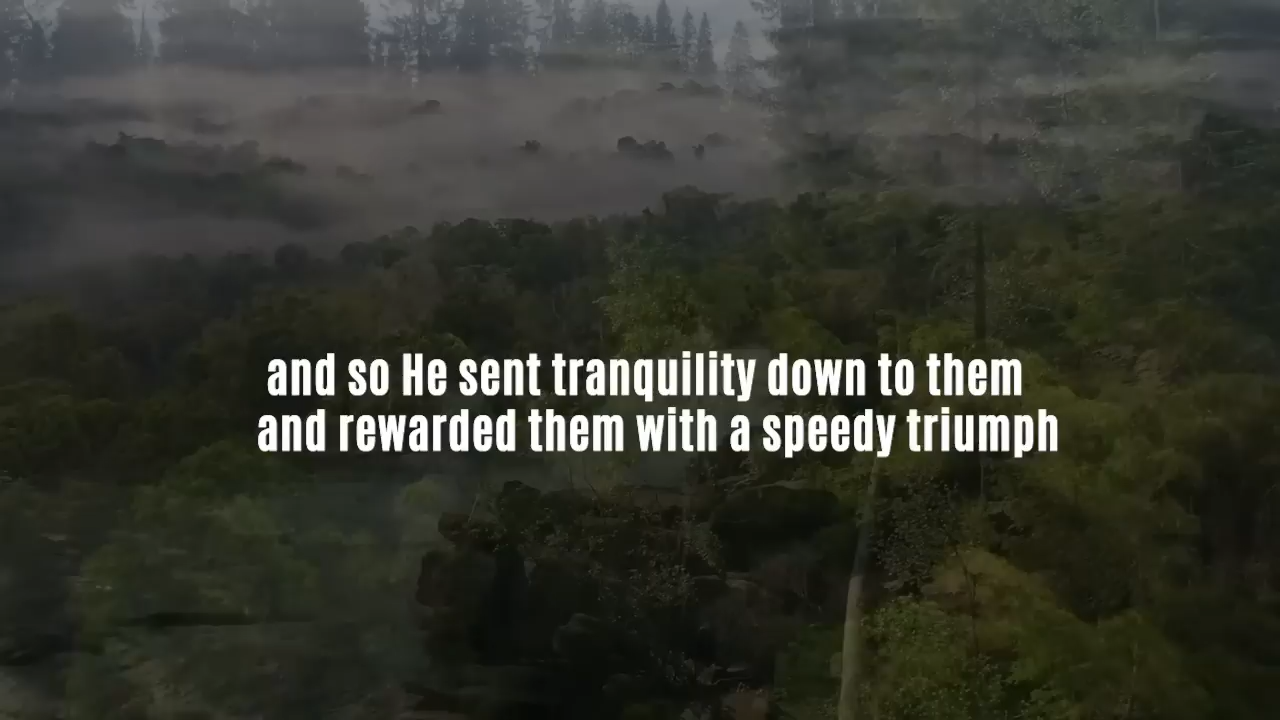 and so He sent tranquility down to them
and rewarded them with a speedy triumph